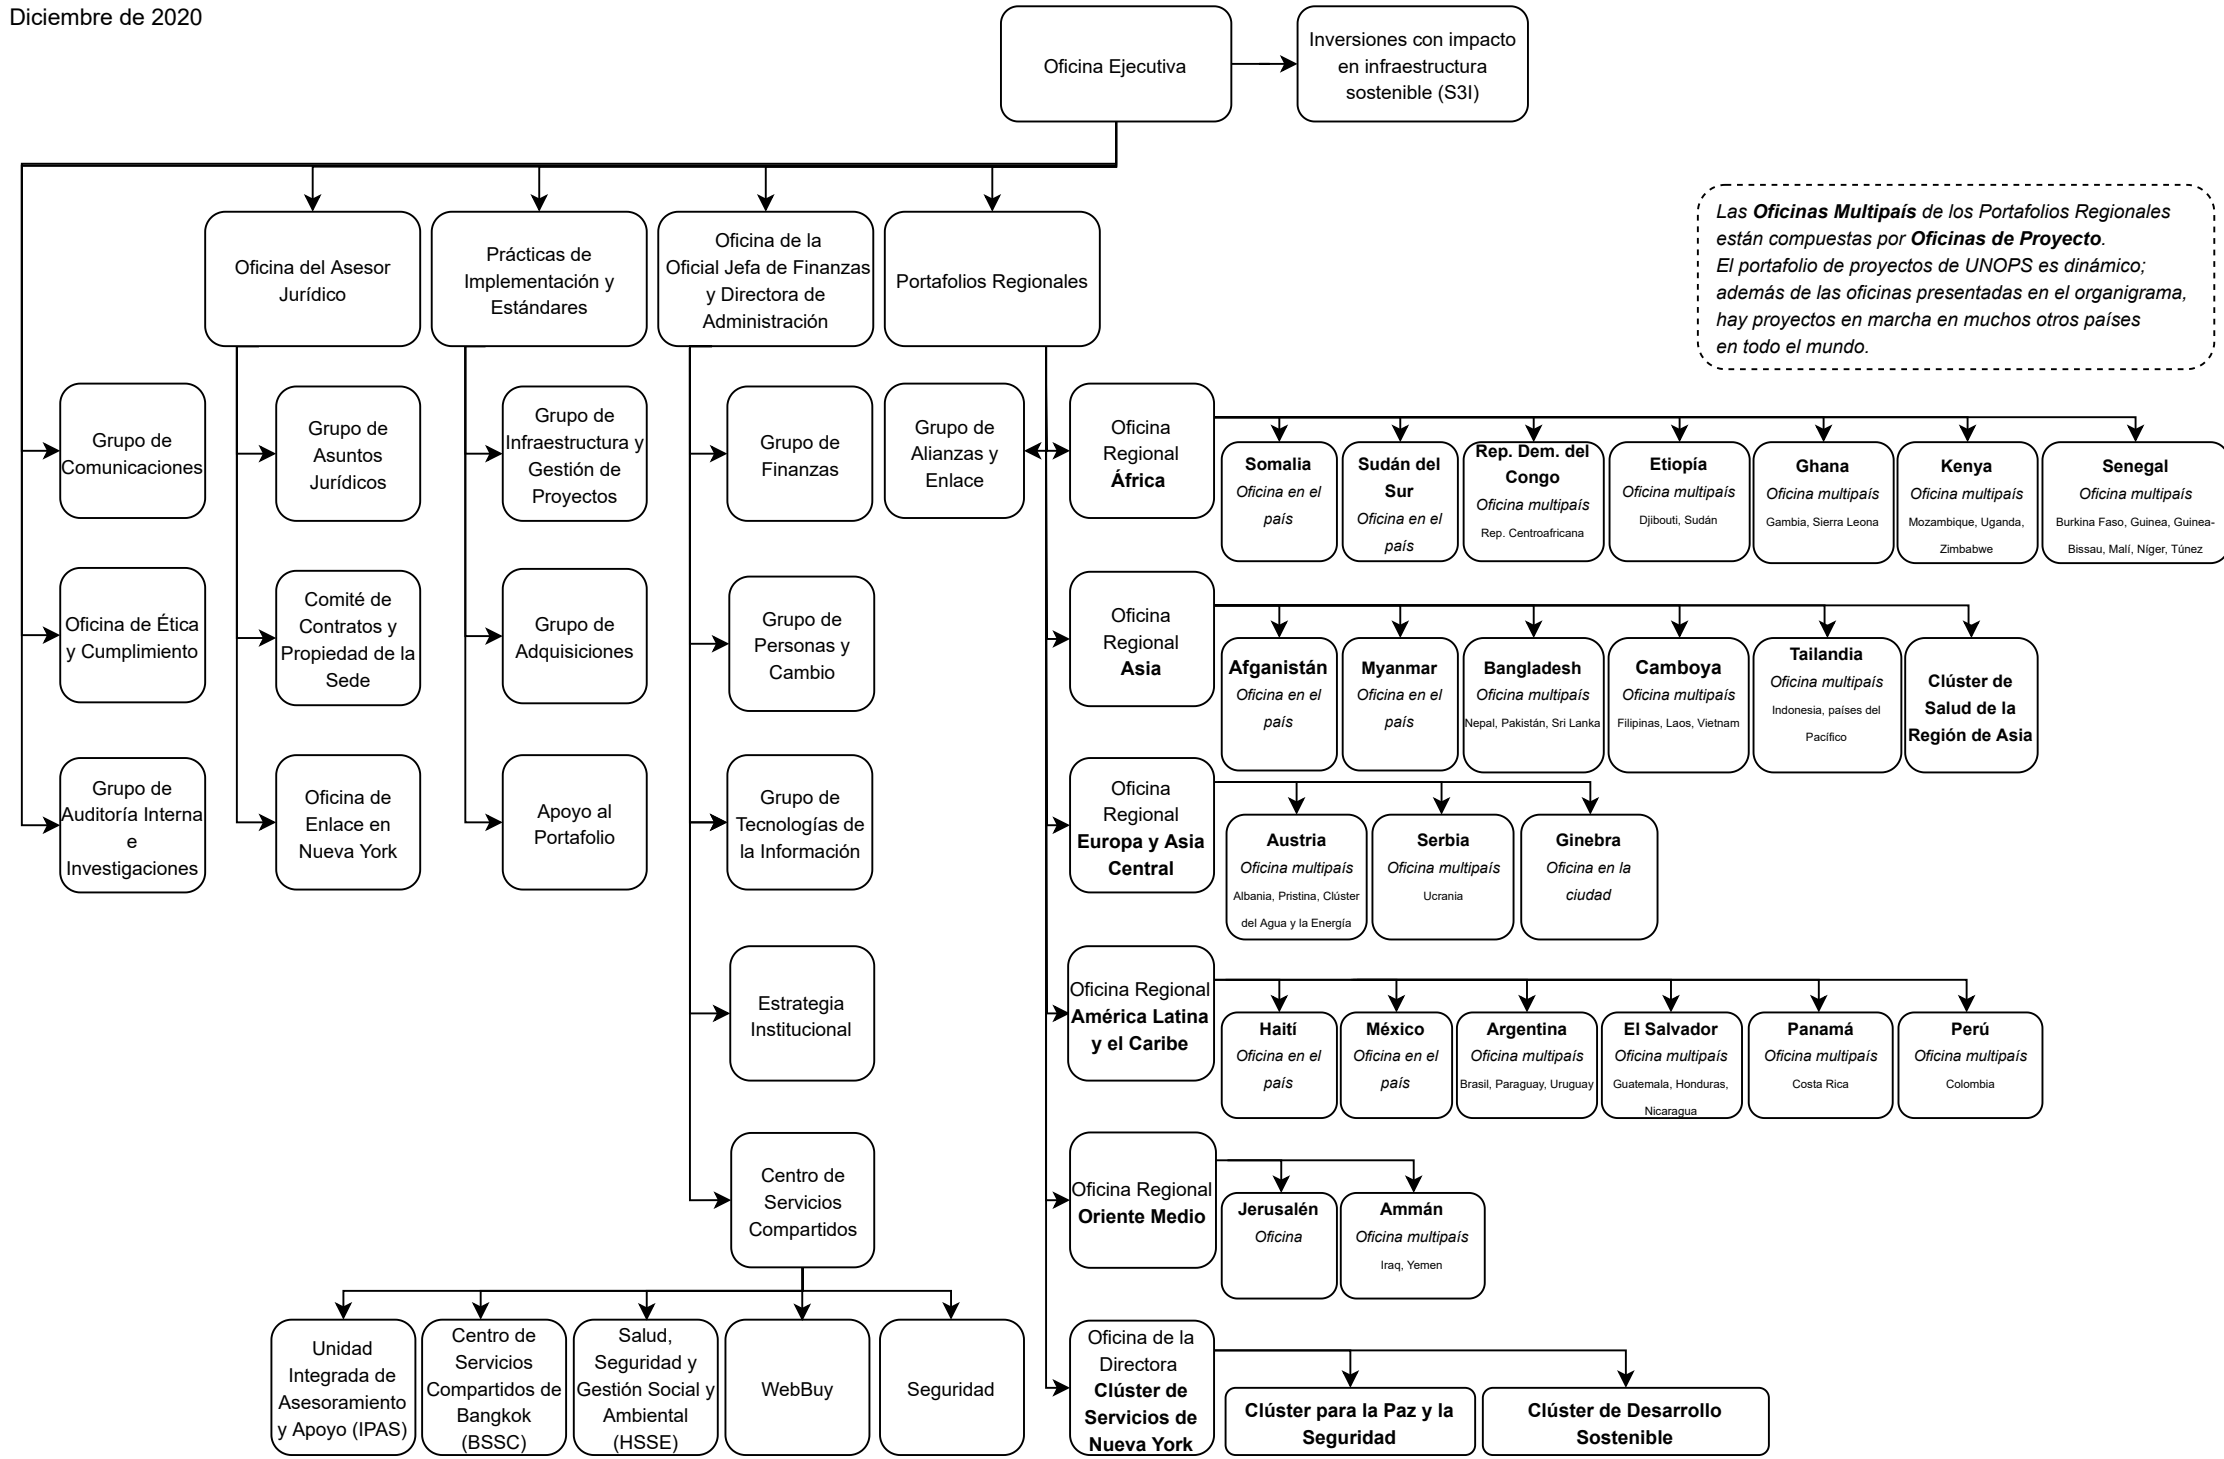 Diciembre de 2020
Oficina Ejecutiva
Inversiones con impacto
en infraestructura
sostenible (S3I)
Las Oficinas Multipaís de los Portafolios Regionales
están compuestas por Oficinas de Proyecto.
El portafolio de proyectos de UNOPS es dinámico;
además de las oficinas presentadas en el organigrama,
hay proyectos en marcha en muchos otros países
en todo el mundo.
Oficina del Asesor
Jurídico
Prácticas de
Implementación y
Estándares
Oficina de la
Oficial Jefa de Finanzas
y Directora de
Administración
Portafolios Regionales
Grupo de
Comunicaciones
Oficina de Ética
y Cumplimiento
Grupo de
Auditoría Interna
e
Investigaciones
Grupo de
Asuntos
Jurídicos
Comité de
Contratos y
Propiedad de la
Sede
Oficina de
Enlace en
Nueva York
Grupo de
Infraestructura y
Gestión de
Proyectos
Grupo de
Adquisiciones
Apoyo al
Portafolio
Grupo de
Finanzas
Grupo de
Personas y
Cambio
Grupo de
Tecnologías de
la Información
Estrategia
Institucional
Centro de
Servicios
Compartidos
Unidad
Integrada de
Asesoramiento
y Apoyo (IPAS)
Centro de
Servicios
Compartidos de
Bangkok
(BSSC)
Salud,
Seguridad y
Gestión Social y
Ambiental
(HSSE)
WebBuy
Seguridad
Grupo de
Alianzas y
Enlace
Oficina
Regional
África
Somalia
Oficina en el
país
Sudán del
Sur
Oficina en el
país
Rep. Dem. del
Congo
Oficina multipaís
Rep. Centroafricana
Etiopía
Oficina multipaís
Djibouti, Sudán
Ghana
Oficina multipaís
Gambia, Sierra Leona
Kenya
Oficina multipaís
Mozambique, Uganda,
Zimbabwe
Senegal
Oficina multipaís
Burkina Faso, Guinea, Guinea-
Bissau, Malí, Níger, Túnez
Oficina
Regional
Asia
Afganistán
Oficina en el
país
Myanmar
Oficina en el
país
Bangladesh
Oficina multipaís
Nepal, Pakistán, Sri Lanka
Camboya
Oficina multipaís
Filipinas, Laos, Vietnam
Tailandia
Oficina multipaís
Indonesia, países del
Pacífico
Clúster de
Salud de la
Región de Asia
Oficina
Regional
Europa y Asia
Central
Austria
Oficina multipaís
Albania, Pristina, Clúster
del Agua y la Energía
Serbia
Oficina multipaís
Ucrania
Ginebra
Oficina en la
ciudad
Oficina Regional
América Latina
y el Caribe
Haití
Oficina en el
país
México
Oficina en el
país
Argentina
Oficina multipaís
Brasil, Paraguay, Uruguay
El Salvador
Oficina multipaís
Guatemala, Honduras,
Nicaragua
Panamá
Oficina multipaís
Costa Rica
Perú
Oficina multipaís
Colombia
Oficina Regional
Oriente Medio
Jerusalén
Oficina
Ammán
Oficina multipaís
Iraq, Yemen
Oficina de la
Directora
Clúster de
Servicios de
Nueva York
Clúster para la Paz y la
Seguridad
Clúster de Desarrollo
Sostenible